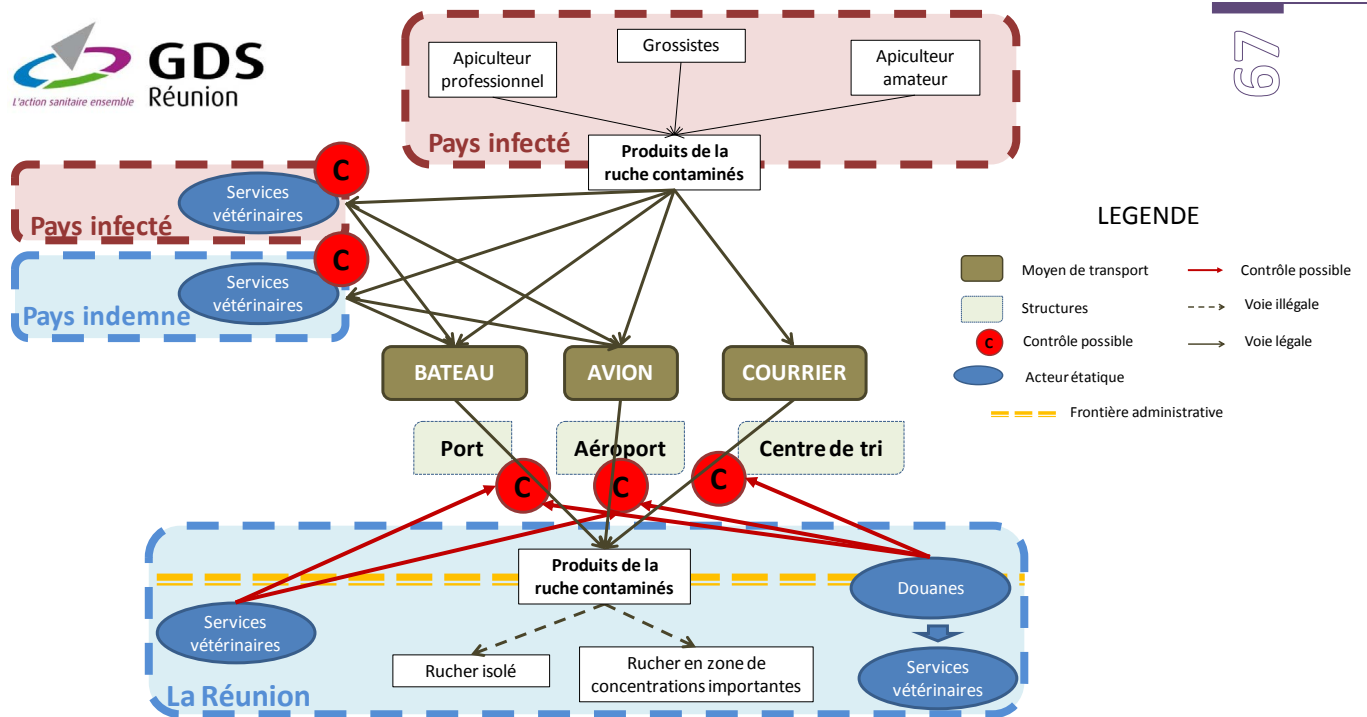 GDS
Réunion
L'action sanitaire ensemble
67
Apiculteur
professionnel
Grossistes
Apiculteur
amateur
Pays infecté
Produits de la
ruche contaminés
C
Services
vétérinaires
Pays infecté
C
Services
vétérinaires
Pays indemne
LEGENDE
Moyen de transport
Contrôle possible
Structures
Voie illégale
C
Contrôle possible
Voie légale
Acteur étatique
Frontière administrative
BATEAU
AVION
COURRIER
Port
Aéroport
Centre de tri
C
C
C
Produits de la
ruche contaminés
Douanes
Services
vétérinaires
Rucher isolé
Rucher en zone de
concentrations importantes
Services
vétérinaires
La Réunion